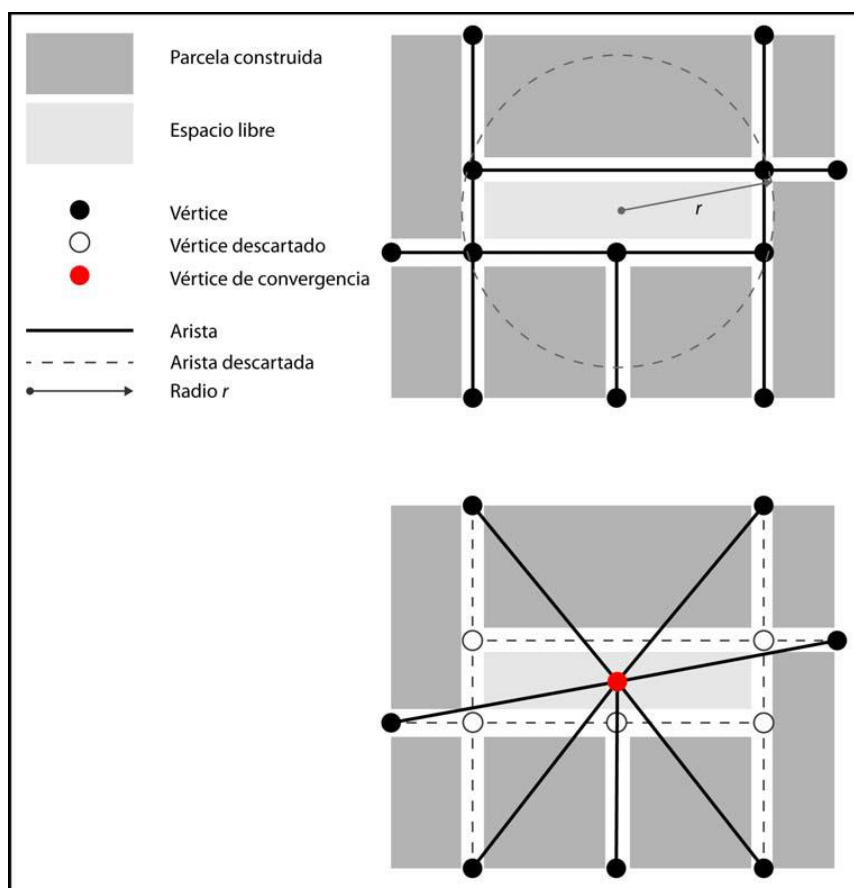 Parcela construida
Espacio libre
Vértice
Vértice descartado
Vértice de convergencia
Arista
Arista descartada
Radio r
r